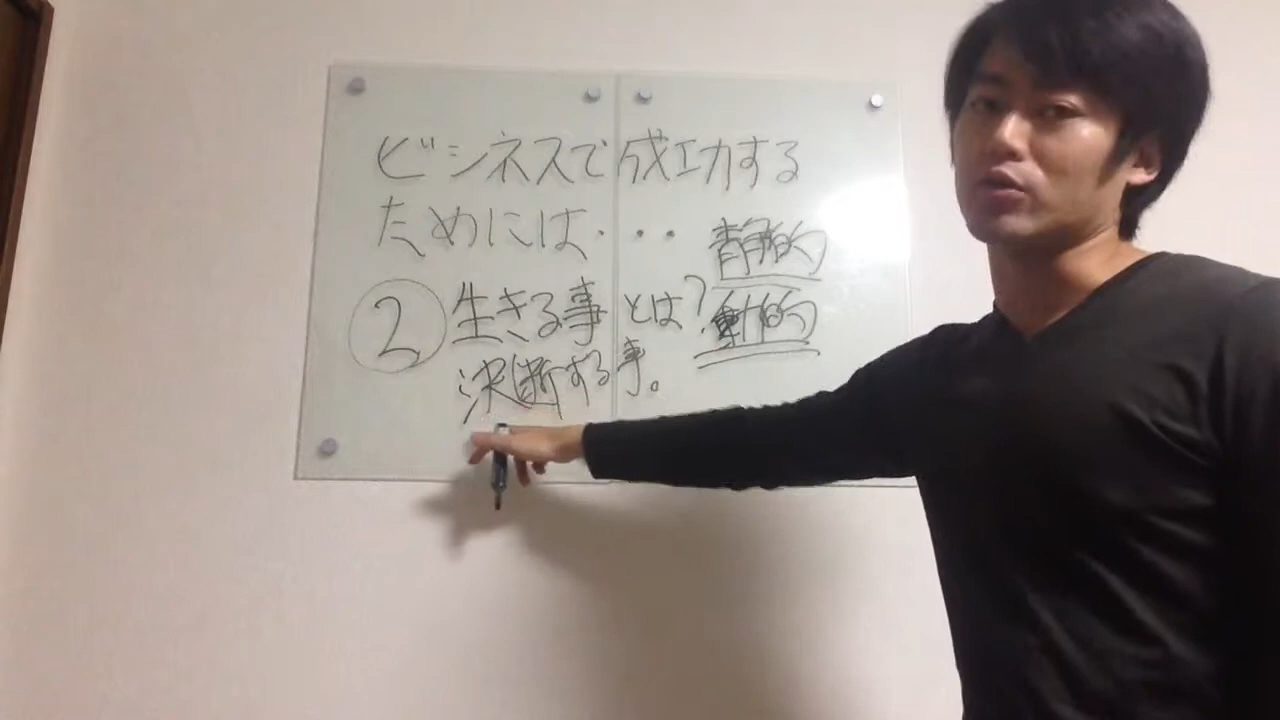 ビジネスで成功する
ためには・・・
静的
動的
② 生きる事とは?
決断する事。